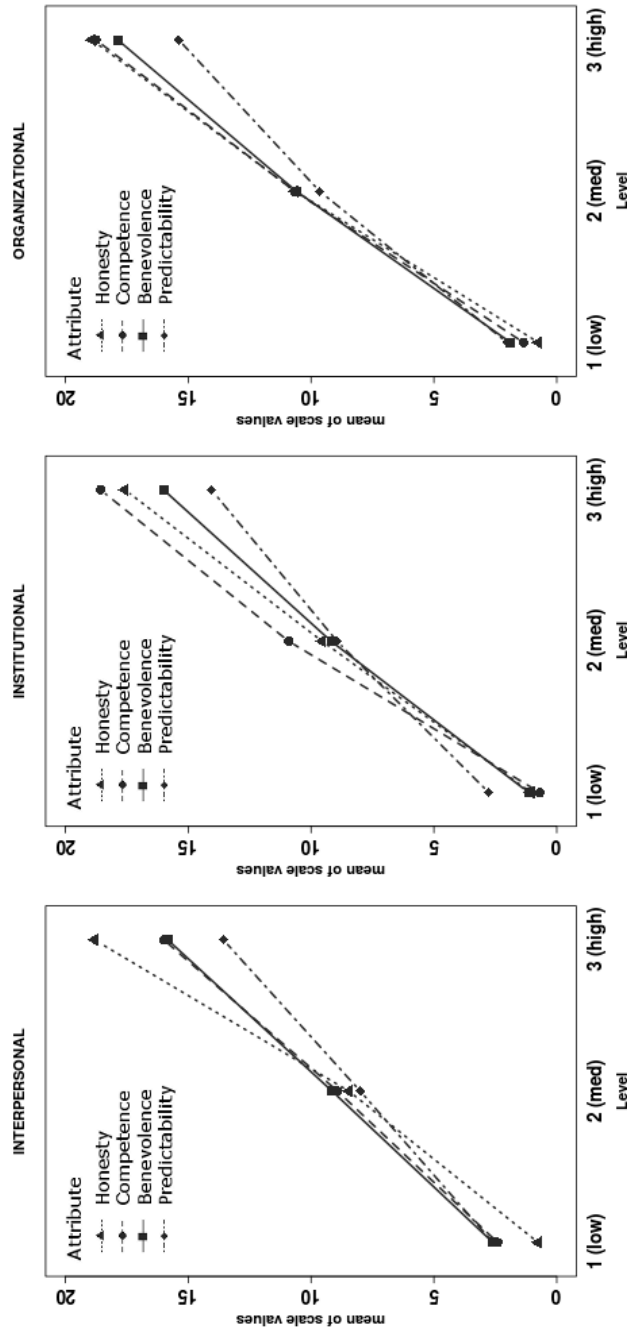 INTERPERSONAL
Attribute
Honesty
Competence
Benevolence
Predictability
mean of scale values
20
15
10
5
0
1 (low)
2 (med)
3 (high)
Level
INSTITUTIONAL
Attribute
Honesty
Competence
Benevolence
Predictability
mean of scale values
20
15
10
5
0
1 (low)
2 (med)
3 (high)
Level
ORGANIZATIONAL
Attribute
Honesty
Competence
Benevolence
Predictability
mean of scale values
20
15
10
5
0
1 (low)
2 (med)
3 (high)
Level